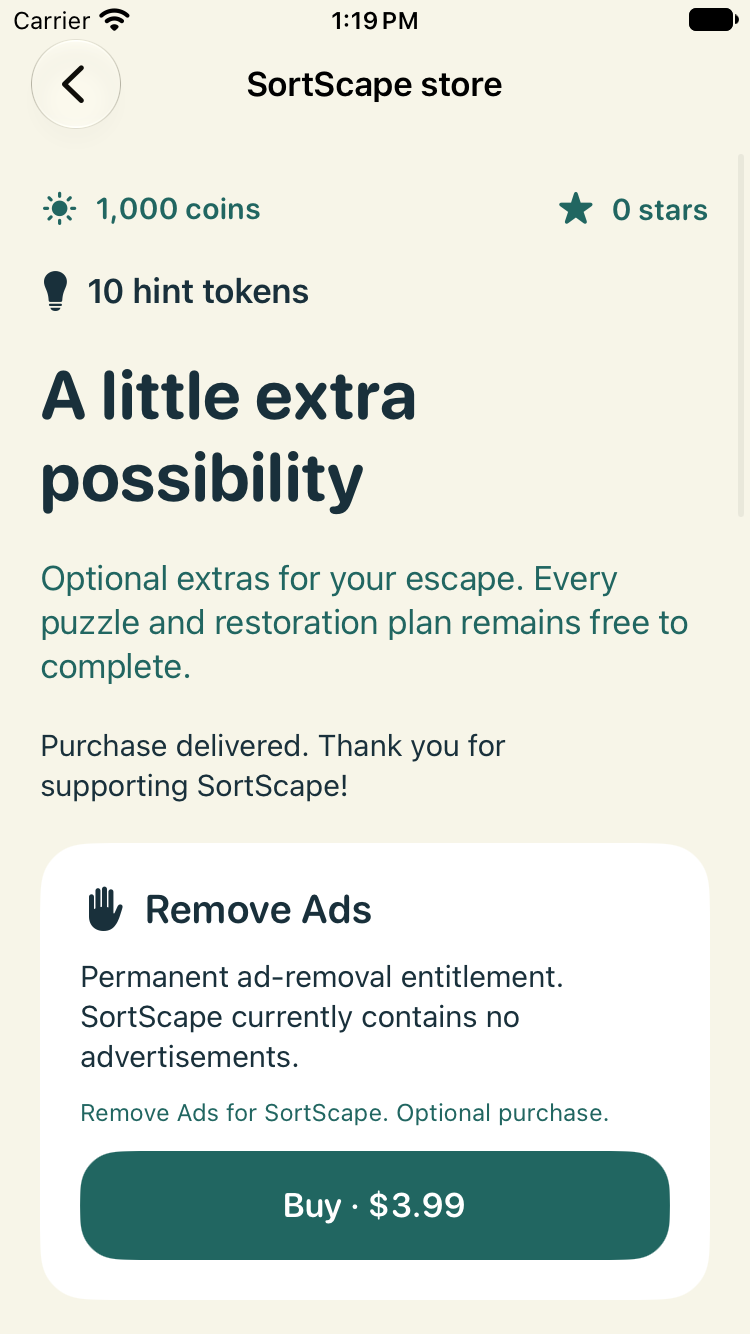 Carrier 1:19 PM
SortScape store
1,000 coins 0 stars
10 hint tokens
A little extra
possibility
Optional extras for your escape. Every
puzzle and restoration plan remains free to
complete.
Purchase delivered. Thank you for
supporting SortScape!
Remove Ads
Permanent ad-removal entitlement.
SortScape currently contains no
advertisements.
Remove Ads for SortScape. Optional purchase.
Buy · $3.99